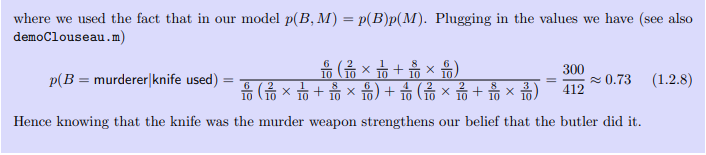 where we used the fact that in our model p(B, M) = p(B)p(M). Plugging in the values we have (see also
demoClouseau.m)
p(B = murderer|knife used) = \frac{\frac{6}{10}\left(\frac{2}{10} \times \frac{1}{10} + \frac{8}{10} \times \frac{6}{10}\right)}{\frac{6}{10}\left(\frac{2}{10} \times \frac{1}{10} + \frac{8}{10} \times \frac{6}{10}\right) + \frac{4}{10}\left(\frac{2}{10} \times \frac{2}{3} + \frac{8}{10} \times \frac{3}{10}\right)} = \frac{300}{412} ≈ 0.73 (1.2.8)
Hence knowing that the knife was the murder weapon strengthens our belief that the butler did it.